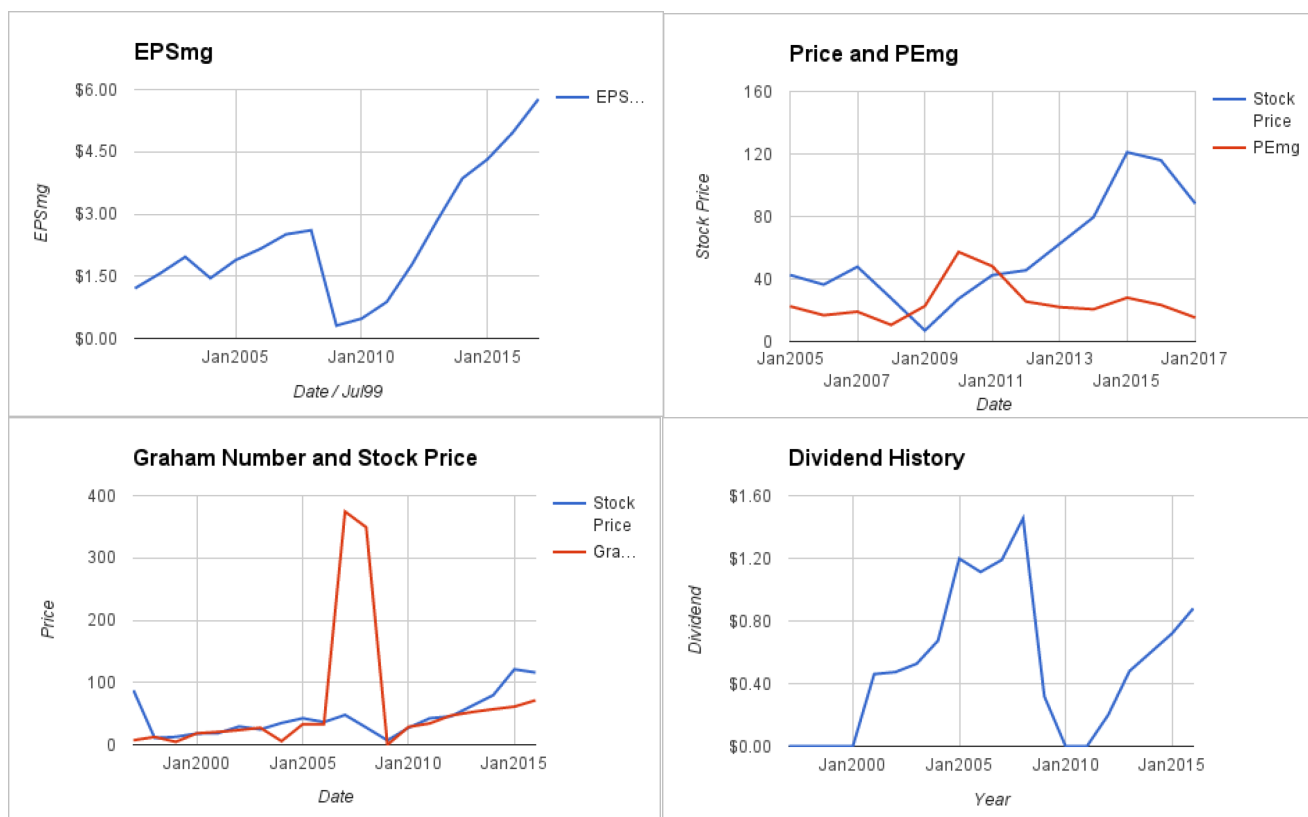 EPSmg
$6.00
$4.50
$3.00
$1.50
$0.00
EPSmg
Jan2005 Jan2010 Jan2015
Date / Jul99
EPS...
Price and PEmg
160
120
80
40
0
Stock Price
Jan2005 Jan2009 Jan2013 Jan2017
Jan2007 Jan2011 Jan2015
Date
Stock
Price
PEmg
Graham Number and Stock Price
400
300
200
100
0
Price
Jan2000 Jan2005 Jan2010 Jan2015
Date
Stock
Price
Gra...
Dividend History
$1.60
$1.20
$0.80
$0.40
$0.00
Dividend
Jan2000 Jan2005 Jan2010 Jan2015
Year